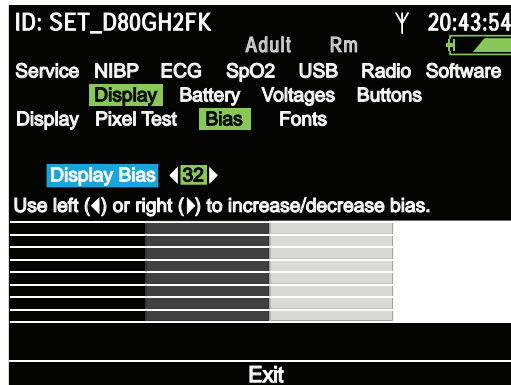 ID: SET_D80GH2FK 20:43:54
Adult Rm
Service NIBP ECG SpO2 USB Radio Software
Display Battery Voltages Buttons
Display Pixel Test Bias Fonts
Display Bias 32
Use left (◀) or right (▶) to increase/decrease bias.
Exit